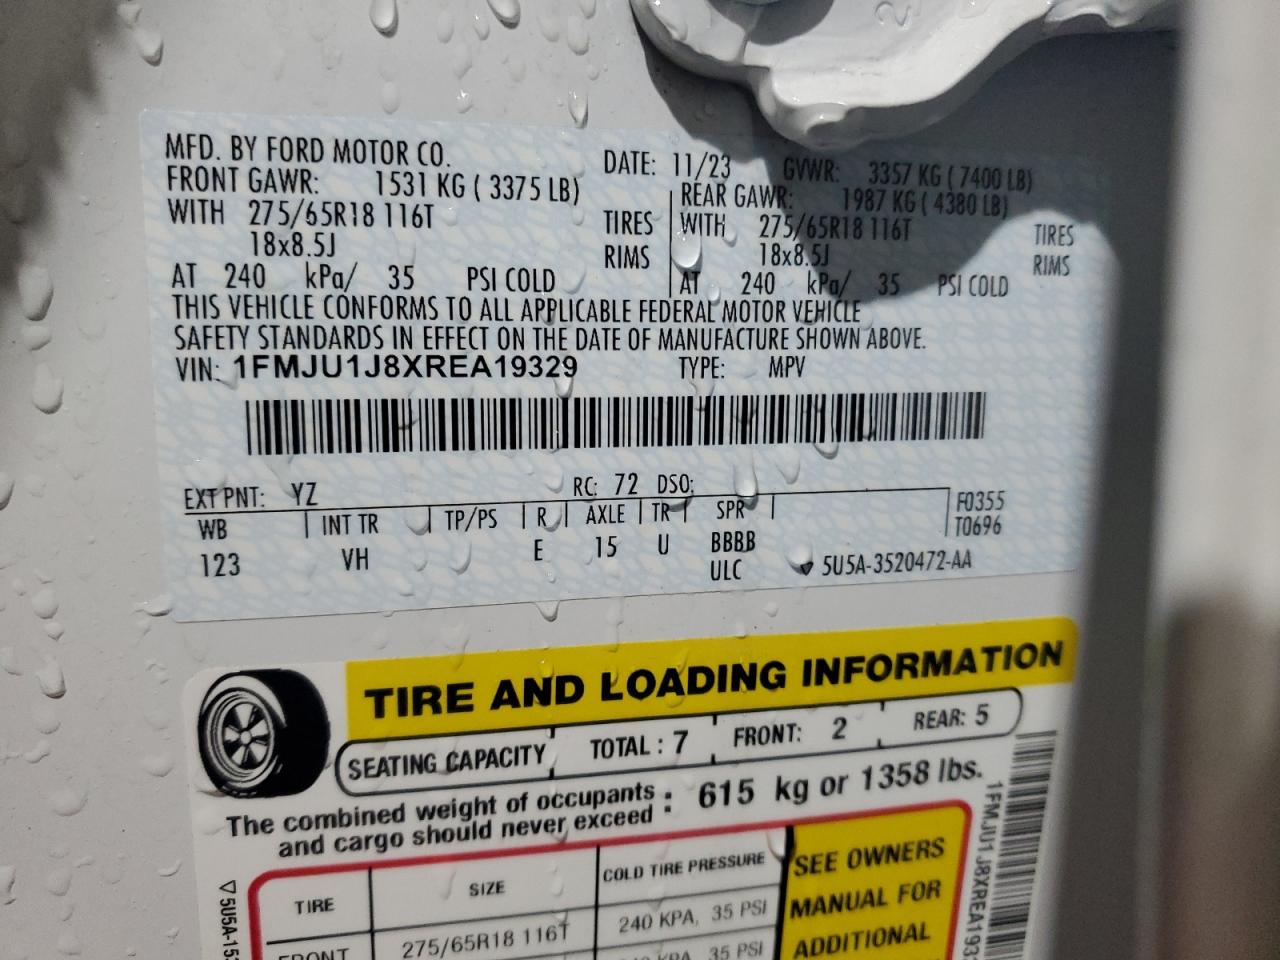 MFD. BY FORD MOTOR CO. DATE: 11/23 GVWR: 3357 KG ( 7400 LB)
FRONT GAWR: 1531 KG ( 3375 LB) REAR GAWR: 1987 KG ( 4380 LB)
WITH 275/65R18 116T TIRES WITH 275/65R18 116T TIRES
18x8.5J RIMS 18x8.5J RIMS
AT 240 kPa/ 35 PSI COLD AT 240 kPa/ 35 PSI COLD
THIS VEHICLE CONFORMS TO ALL APPLICABLE FEDERAL MOTOR VEHICLE
SAFETY STANDARDS IN EFFECT ON THE DATE OF MANUFACTURE SHOWN ABOVE.
VIN: 1FMJU1J8XREA19329 TYPE: MPV
EXT PNT: YZ RC: 72 DSO:
WB INT TR TP/PS R AXLE TR SPR F0355
T0696
123 VH E 15 U BBBB
ULC ▽ 5U5A-3520472-AA
TIRE AND LOADING INFORMATION
SEATING CAPACITY TOTAL : 7 FRONT: 2 REAR: 5
The combined weight of occupants
and cargo should never exceed : 615 kg or 1358 lbs.
TIRE SIZE COLD TIRE PRESSURE
FRONT 275/65R18 116T 240 KPA, 35 PSI
KPA, 35 PSI
SEE OWNERS
MANUAL FOR
ADDITIONAL
▽5U5A-15
1FMJU1J8XREA193